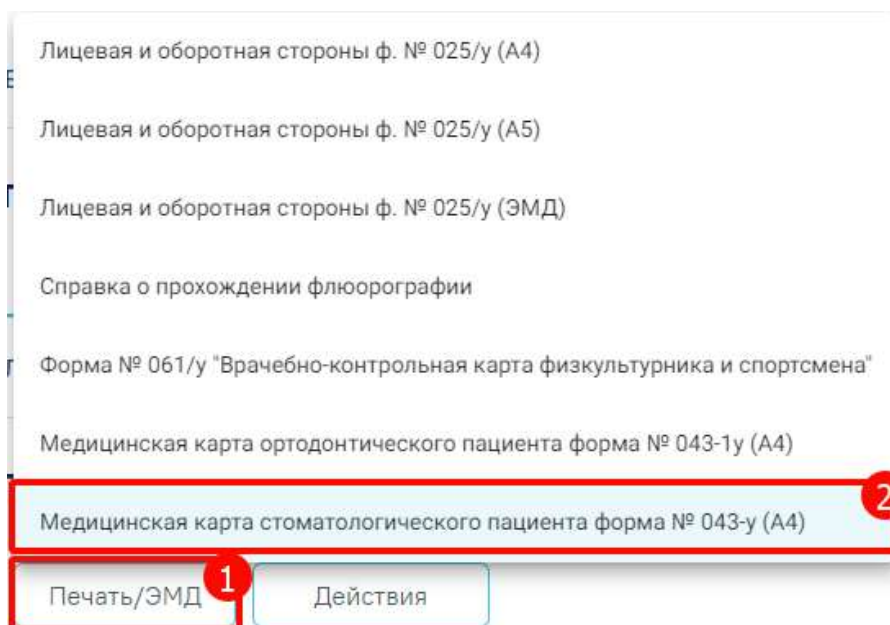 Лицевая и оборотная стороны ф. № 025/у (А4)
Лицевая и оборотная стороны ф. № 025/у (А5)
Лицевая и оборотная стороны ф. № 025/у (ЭМД)
Справка о прохождении флюорографии
Форма № 061/у "Врачебно-контрольная карта физкультурника и спортсмена"
Медицинская карта ортодонтического пациента форма № 043-1у (А4)
2
Медицинская карта стоматологического пациента форма № 043-у (А4)
1
Печать/ЭМД Действия